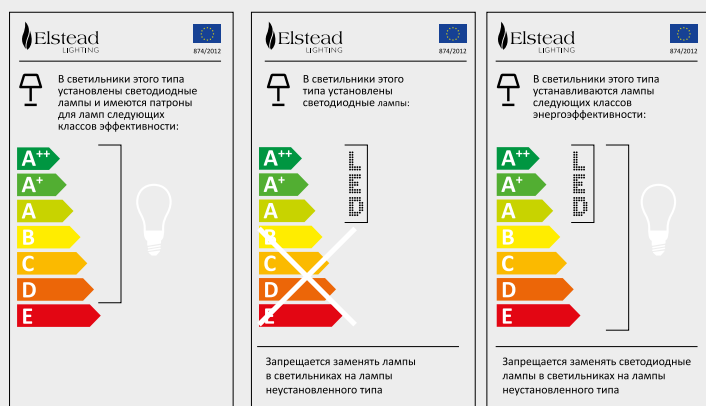 Elstead
LIGHTING
874/2012
В светильники этого типа
установлены светодиодные
лампы и имеются патроны
для ламп следующих
классов эффективности:
A++
A+
A
B
C
D
E
Elstead
LIGHTING
874/2012
В светильники этого
типа установлены
светодиодные лампы:
A++
A+
A
B
C
D
E
LED
Запрещается заменять лампы
в светильниках на лампы
неустановленного типа
Elstead
LIGHTING
874/2012
В светильники этого типа
устанавливаются лампы
следующих классов
энергоэффективности:
A++
A+
A
B
C
D
E
LED
Запрещается заменять светодиодные
лампы в светильниках на лампы
неустановленного типа